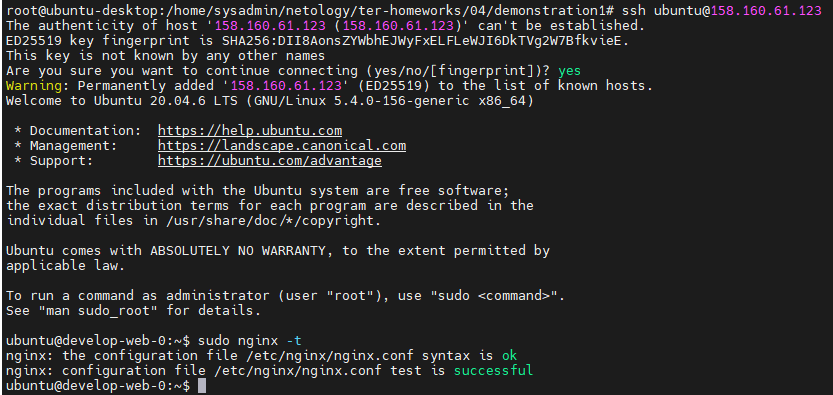 root@ubuntu-desktop:/home/sysadmin/netology/ter-homeworks/04/demonstration1# ssh ubuntu@158.160.61.123
The authenticity of host '158.160.61.123 (158.160.61.123)' can't be established.
ED25519 key fingerprint is SHA256:DII8AonsZYWbhEJWyFxELFLeWJI6DkTVg2W7BfkvieE.
This key is not known by any other names
Are you sure you want to continue connecting (yes/no/[fingerprint])? yes
Warning: Permanently added '158.160.61.123' (ED25519) to the list of known hosts.
Welcome to Ubuntu 20.04.6 LTS (GNU/Linux 5.4.0-156-generic x86_64)
* Documentation:  https://help.ubuntu.com
* Management:     https://landscape.canonical.com
* Support:        https://ubuntu.com/advantage
The programs included with the Ubuntu system are free software;
the exact distribution terms for each program are described in the
individual files in /usr/share/doc/*/copyright.
Ubuntu comes with ABSOLUTELY NO WARRANTY, to the extent permitted by
applicable law.
To run a command as administrator (user "root"), use "sudo <command>".
See "man sudo_root" for details.
ubuntu@develop-web-0:~$ sudo nginx -t
nginx: the configuration file /etc/nginx/nginx.conf syntax is ok
nginx: configuration file /etc/nginx/nginx.conf test is successful
ubuntu@develop-web-0:~$